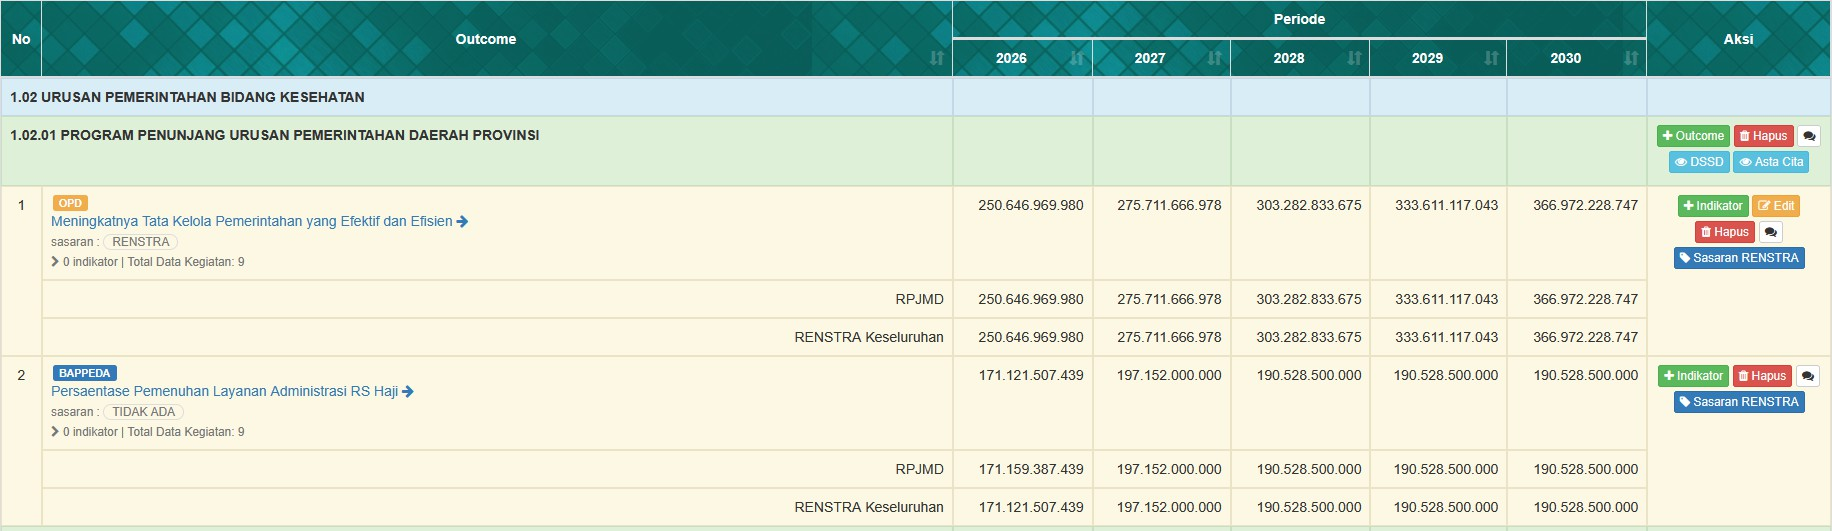 No Outcome Periode Aksi
2026 2027 2028 2029 2030
1.02 URUSAN PEMERINTAHAN BIDANG KESEHATAN
1.02.01 PROGRAM PENUNJANG URUSAN PEMERINTAHAN DAERAH PROVINSI
Outcome Hapus
DSSD Asta Cita
1
OPD
Meningkatnya Tata Kelola Pemerintahan yang Efektif dan Efisien
sasaran : RENSTRA
0 indikator | Total Data Kegiatan: 9
250.646.969.980 275.711.666.978 303.282.833.675 333.611.117.043 366.972.228.747
Indikator Edit
Hapus
Sasaran RENSTRA
RPJMD 250.646.969.980 275.711.666.978 303.282.833.675 333.611.117.043 366.972.228.747
RENSTRA Keseluruhan 250.646.969.980 275.711.666.978 303.282.833.675 333.611.117.043 366.972.228.747
2
BAPPEDA
Persaentase Pemenuhan Layanan Administrasi RS Haji
sasaran : TIDAK ADA
0 indikator | Total Data Kegiatan: 9
171.121.507.439 197.152.000.000 190.528.500.000 190.528.500.000 190.528.500.000
Indikator Hapus
Sasaran RENSTRA
RPJMD 171.159.387.439 197.152.000.000 190.528.500.000 190.528.500.000 190.528.500.000
RENSTRA Keseluruhan 171.121.507.439 197.152.000.000 190.528.500.000 190.528.500.000 190.528.500.000